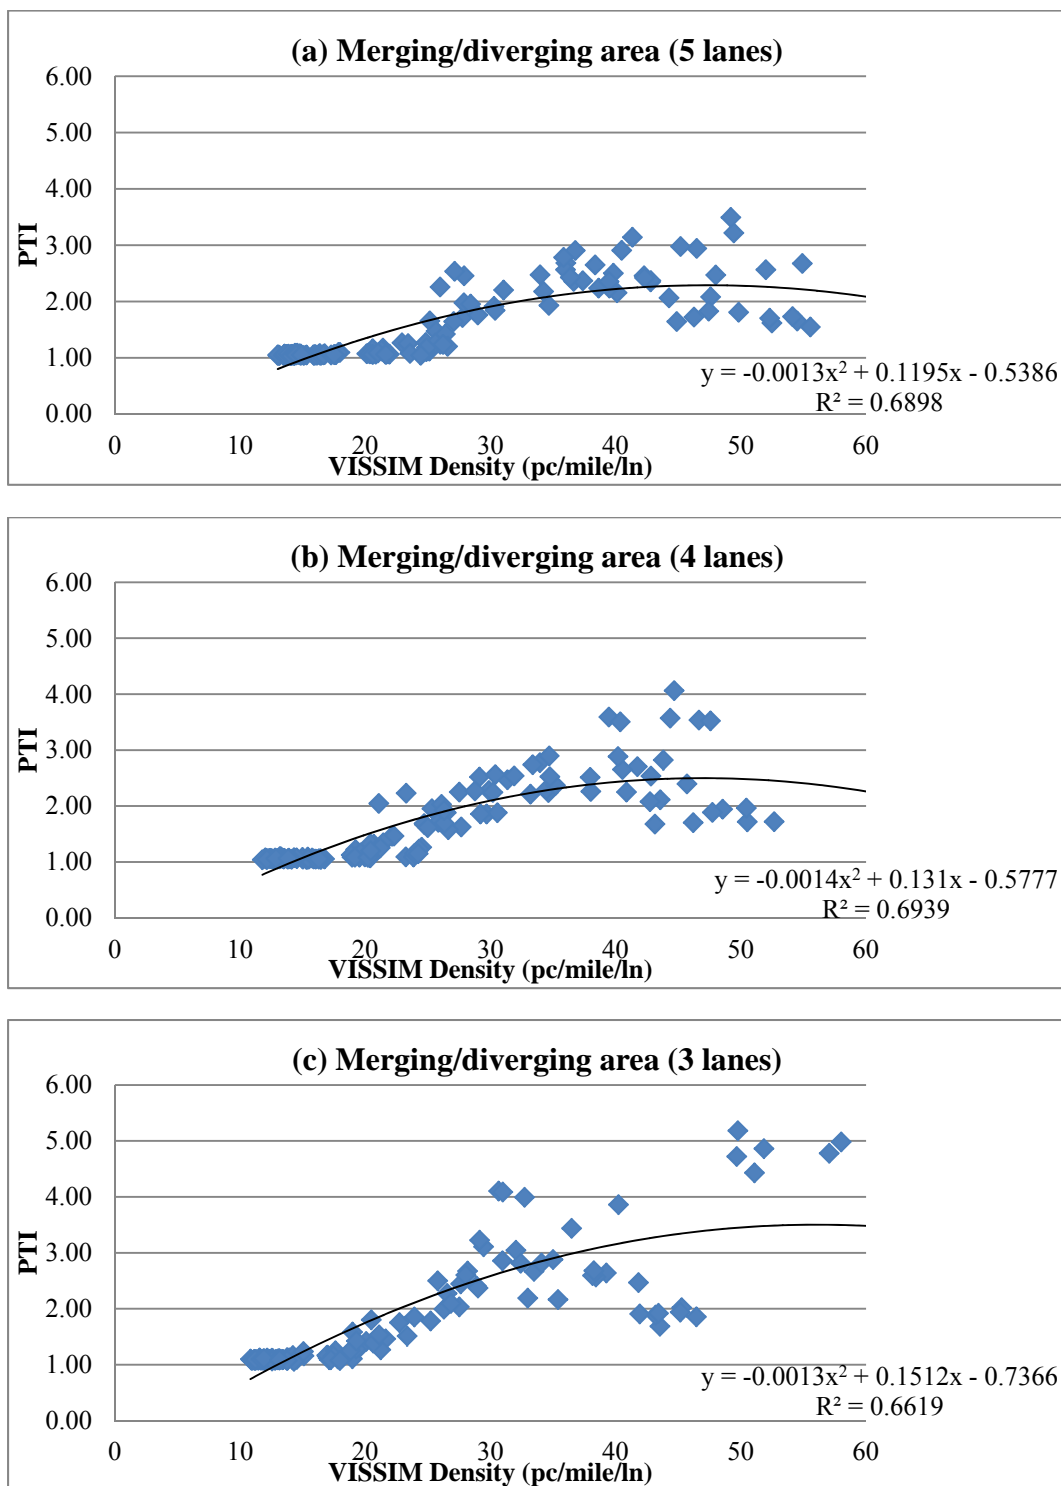 (a) Merging/diverging area (5 lanes)
6.00
5.00
4.00
3.00
2.00
1.00
0.00
PTI
y = -0.0013x² + 0.1195x - 0.5386
R² = 0.6898
0 10 20 30 40 50 60
VISSIM Density (pc/mile/ln)
(b) Merging/diverging area (4 lanes)
6.00
5.00
4.00
3.00
2.00
1.00
0.00
PTI
y = -0.0014x² + 0.131x - 0.5777
R² = 0.6939
0 10 20 30 40 50 60
VISSIM Density (pc/mile/ln)
(c) Merging/diverging area (3 lanes)
6.00
5.00
4.00
3.00
2.00
1.00
0.00
PTI
y = -0.0013x² + 0.1512x - 0.7366
R² = 0.6619
0 10 20 30 40 50 60
VISSIM Density (pc/mile/ln)